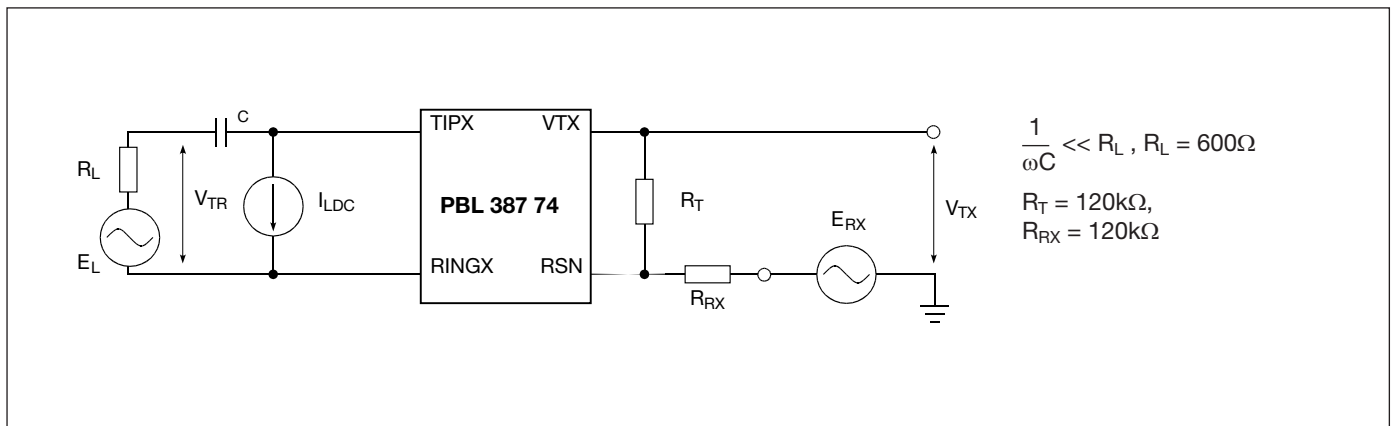 C
TIPX VTX
R_L
V_TR
I_LDC
PBL 387 74
R_T
E_RX
V_TX
E_L
RINGX RSN
R_RX
1
ωC
<< R_L , R_L = 600Ω
R_T = 120kΩ,
R_RX = 120kΩ